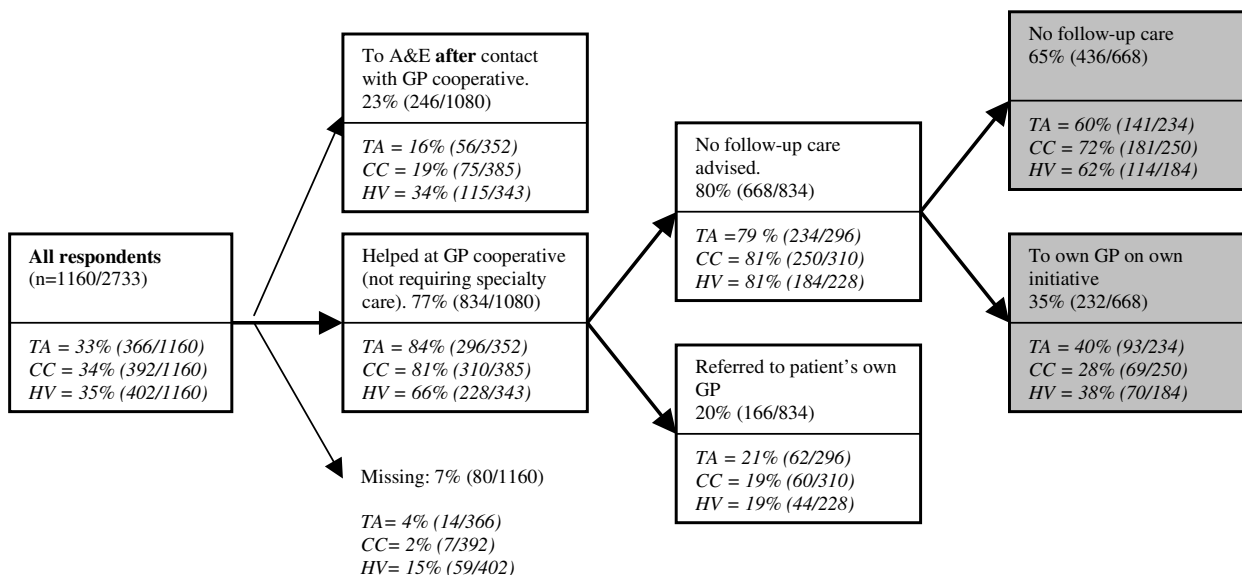 All respondents
(n=1160/2733)
TA = 33% (366/1160)
CC = 34% (392/1160)
HV = 35% (402/1160)
To A&E after contact
with GP cooperative.
23% (246/1080)
TA = 16% (56/352)
CC = 19% (75/385)
HV = 34% (115/343)
Helped at GP cooperative
(not requiring specialty
care). 77% (834/1080)
TA = 84% (296/352)
CC = 81% (310/385)
HV = 66% (228/343)
Missing: 7% (80/1160)
TA= 4% (14/366)
CC= 2% (7/392)
HV= 15% (59/402)
No follow-up care
advised.
80% (668/834)
TA =79 % (234/296)
CC = 81% (250/310)
HV = 81% (184/228)
Referred to patient's own
GP
20% (166/834)
TA = 21% (62/296)
CC = 19% (60/310)
HV = 19% (44/228)
No follow-up care
65% (436/668)
TA = 60% (141/234)
CC = 72% (181/250)
HV = 62% (114/184)
To own GP on own
initiative
35% (232/668)
TA = 40% (93/234)
CC = 28% (69/250)
HV = 38% (70/184)